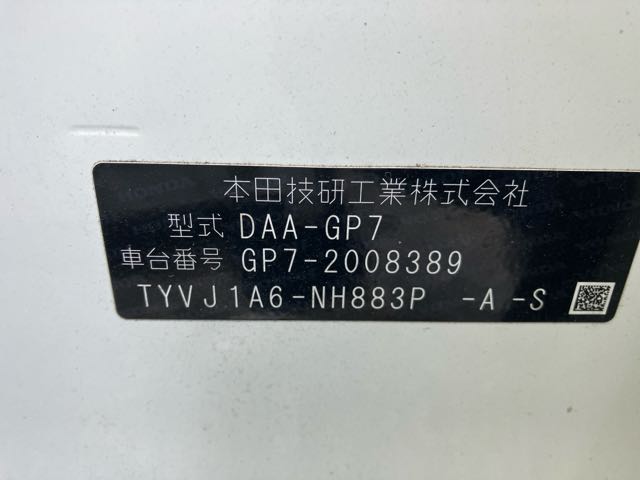 本田技研工業株式会社
型式 DAA-GP7
車台番号 GP7-2008389
TYVJ1A6-NH883P -A -S